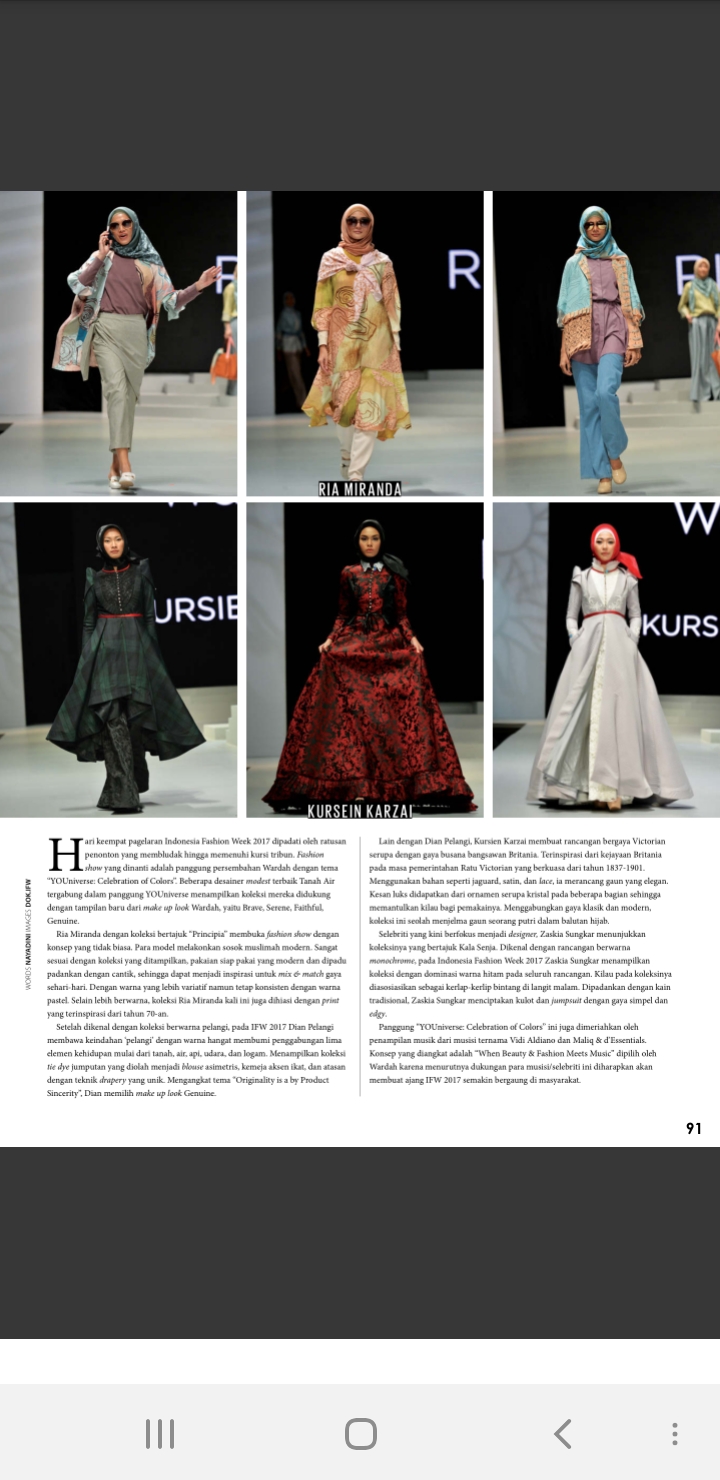 R
R
RI
RIA MIRANDA
W
URSIE
KURS
KURSEIN KARZAI
WORDS NAYADINI IMAGES DOK.IFW
Hari keempat pagelaran Indonesia Fashion Week 2017 dipadati oleh ratusan
penonton yang membludak hingga memenuhi kursi tribun. Fashion
show yang dinanti adalah panggung persembahan Wardah dengan tema
"YOUniverse: Celebration of Colors". Beberapa desainer modest terbaik Tanah Air
tergabung dalam panggung YOUniverse menampilkan koleksi mereka didukung
dengan tampilan baru dari make up look Wardah, yaitu Brave, Serene, Faithful,
Genuine.
Ria Miranda dengan koleksi bertajuk "Principia" membuka fashion show dengan
konsep yang tidak biasa. Para model melakonkan sosok muslimah modern. Sangat
sesuai dengan koleksi yang ditampilkan, pakaian siap pakai yang modern dan dipadu
padankan dengan cantik, sehingga dapat menjadi inspirasi untuk mix & match gaya
sehari-hari. Dengan warna yang lebih variatif namun tetap konsisten dengan warna
pastel. Selain lebih berwarna, koleksi Ria Miranda kali ini juga dihiasi dengan print
yang terinspirasi dari tahun 70-an.
Setelah dikenal dengan koleksi berwarna pelangi, pada IFW 2017 Dian Pelangi
membawa keindahan 'pelangi' dengan warna hangat membumi penggabungan lima
elemen kehidupan mulai dari tanah, air, api, udara, dan logam. Menampilkan koleksi
tie dye jumputan yang diolah menjadi blouse asimetris, kemeja aksen ikat, dan atasan
dengan teknik drapery yang unik. Mengangkat tema "Originality is a by Product
Sincerity", Dian memilih make up look Genuine.
Lain dengan Dian Pelangi, Kursien Karzai membuat rancangan bergaya Victorian
serupa dengan gaya busana bangsawan Britania. Terinspirasi dari kejayaan Britania
pada masa pemerintahan Ratu Victorian yang berkuasa dari tahun 1837-1901.
Menggunakan bahan seperti jaguard, satin, dan lace, ia merancang gaun yang elegan.
Kesan luks didapatkan dari ornamen serupa kristal pada beberapa bagian sehingga
memantulkan kilau bagi pemakainya. Menggabungkan gaya klasik dan modern,
koleksi ini seolah menjelma gaun seorang putri dalam balutan hijab.
Selebriti yang kini berfokus menjadi designer, Zaskia Sungkar menunjukkan
koleksinya yang bertajuk Kala Senja. Dikenal dengan rancangan berwarna
monochrome, pada Indonesia Fashion Week 2017 Zaskia Sungkar menampilkan
koleksi dengan dominasi warna hitam pada seluruh rancangan. Kilau pada koleksinya
diasosiasikan sebagai kerlap-kerlip bintang di langit malam. Dipadankan dengan kain
tradisional, Zaskia Sungkar menciptakan kulot dan jumpsuit dengan gaya simpel dan
edgy.
Panggung "YOUniverse: Celebration of Colors" ini juga dimeriahkan oleh
penampilan musik dari musisi ternama Vidi Aldiano dan Maliq & d'Essentials.
Konsep yang diangkat adalah "When Beauty & Fashion Meets Music" dipilih oleh
Wardah karena menurutnya dukungan para musisi/selebriti ini diharapkan akan
membuat ajang IFW 2017 semakin bergaung di masyarakat.
91